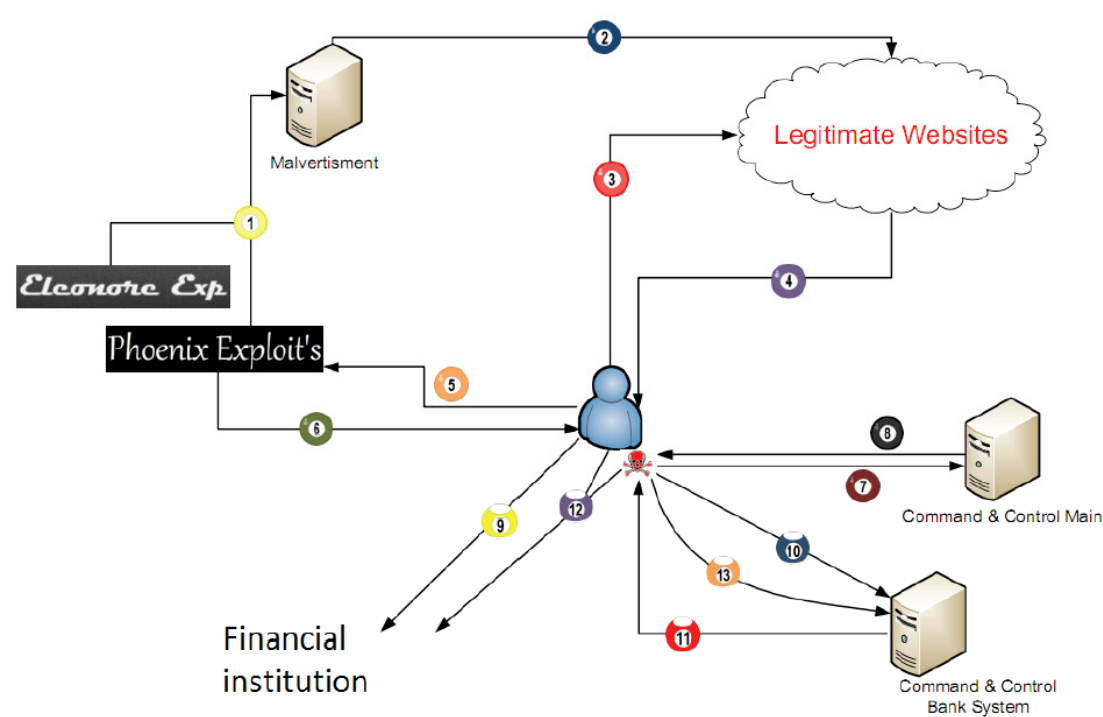 2
Legitimate Websites
Malvertisment
3
1
4
Eleonore Exp
Phoenix Exploit's
5
6
8
7
Command & Control Main
9
12
10
13
11
Financial
institution
Command & Control
Bank System